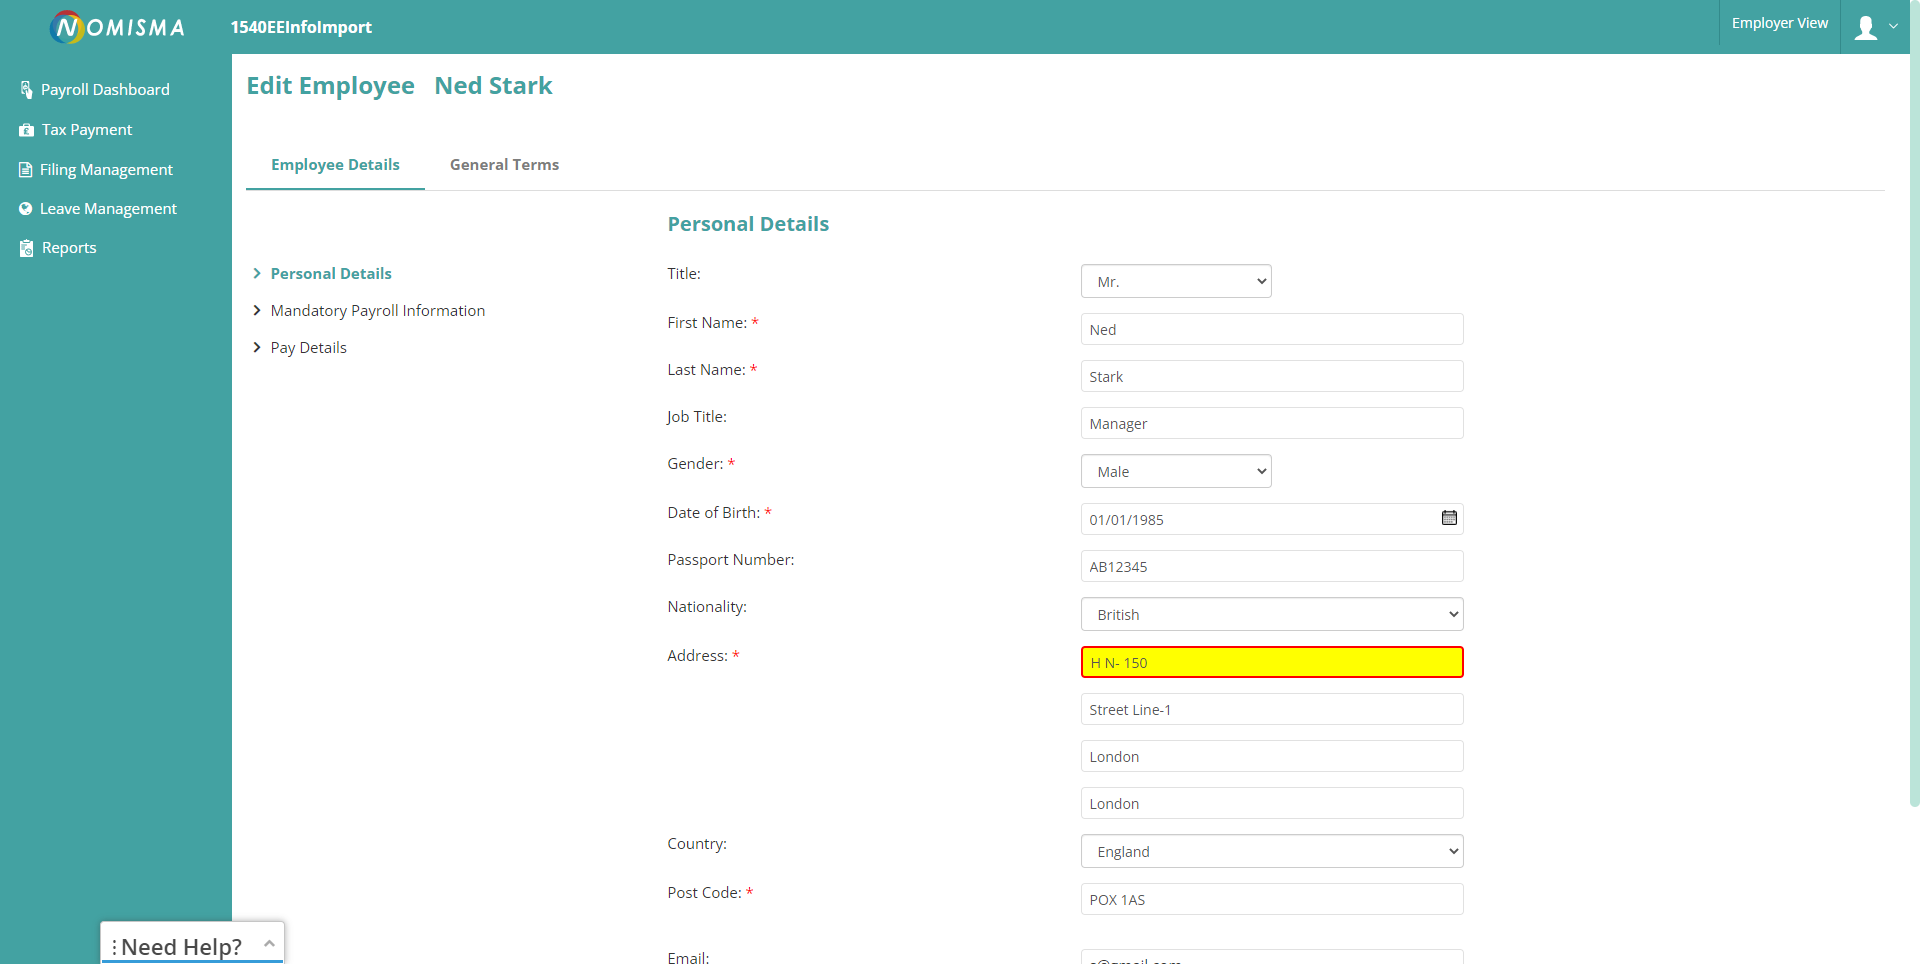 NOMISMA
1540EEInfoImport
Employer View
Payroll Dashboard
Tax Payment
Filing Management
Leave Management
Reports
Edit Employee Ned Stark
Employee Details
General Terms
Personal Details
Mandatory Payroll Information
Pay Details
Personal Details
Title:
Mr.
First Name: *
Ned
Last Name: *
Stark
Job Title:
Manager
Gender: *
Male
Date of Birth: *
01/01/1985
Passport Number:
AB12345
Nationality:
British
Address: *
H N- 150
Street Line-1
London
London
Country:
England
Post Code: *
POX 1AS
Email:
Need Help?